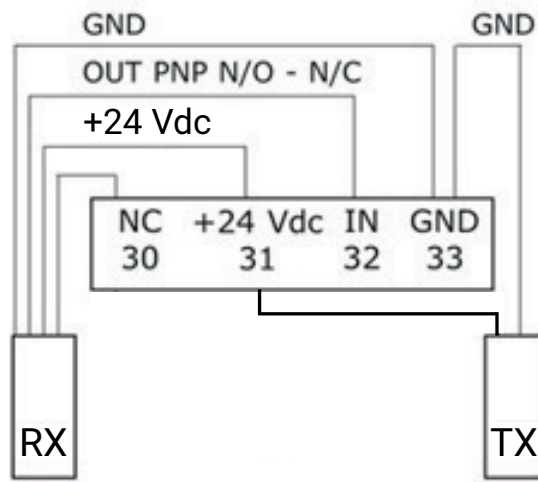 GND GND
OUT PNP N/O - N/C
+24 Vdc
NC +24 Vdc IN GND
30 31 32 33
RX TX